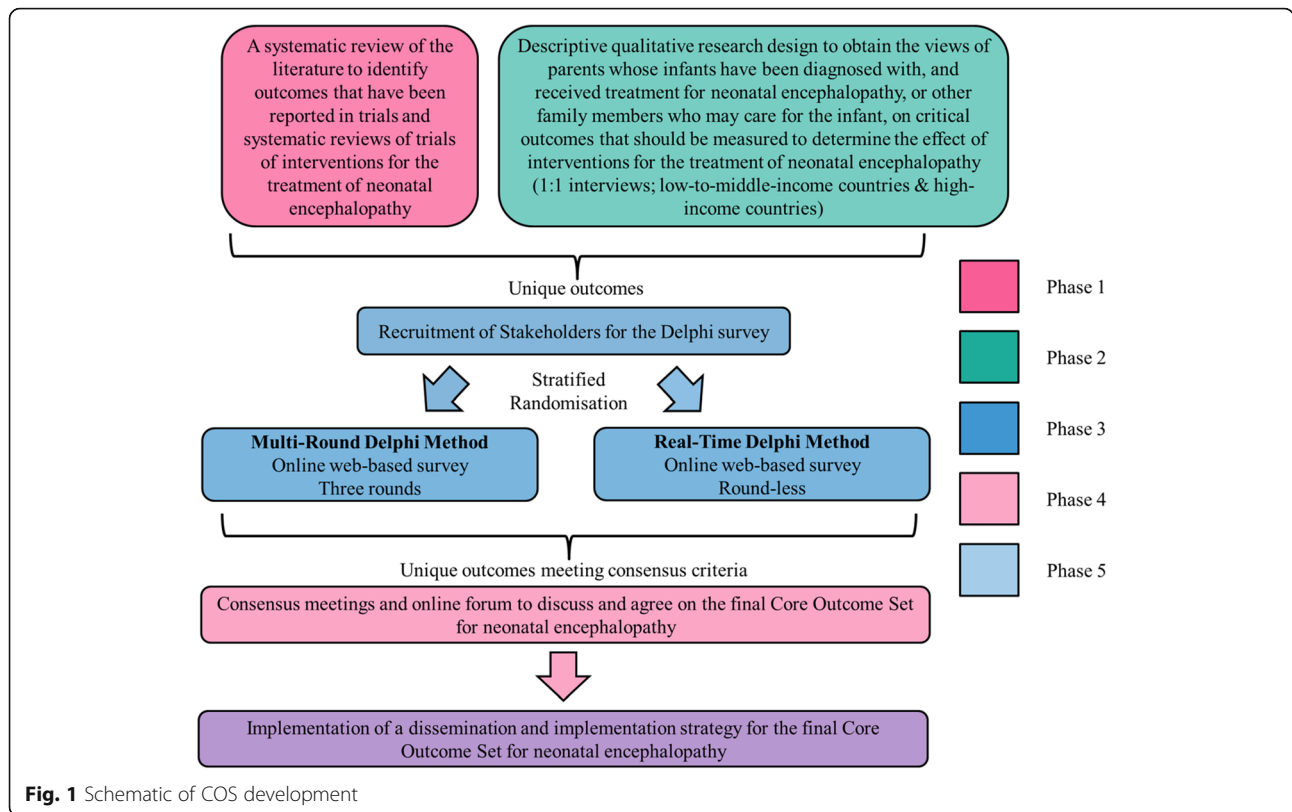 A systematic review of the
literature to identify
outcomes that have been
reported in trials and
systematic reviews of trials
of interventions for the
treatment of neonatal
encephalopathy
Descriptive qualitative research design to obtain the views of
parents whose infants have been diagnosed with, and
received treatment for neonatal encephalopathy, or other
family members who may care for the infant, on critical
outcomes that should be measured to determine the effect of
interventions for the treatment of neonatal encephalopathy
(1:1 interviews; low-to-middle-income countries & high-
income countries)
Unique outcomes
Recruitment of Stakeholders for the Delphi survey
Stratified
Randomisation
Multi-Round Delphi Method
Online web-based survey
Three rounds
Real-Time Delphi Method
Online web-based survey
Round-less
Unique outcomes meeting consensus criteria
Consensus meetings and online forum to discuss and agree on the final Core Outcome Set
for neonatal encephalopathy
Implementation of a dissemination and implementation strategy for the final Core
Outcome Set for neonatal encephalopathy
Phase 1
Phase 2
Phase 3
Phase 4
Phase 5
Fig. 1 Schematic of COS development